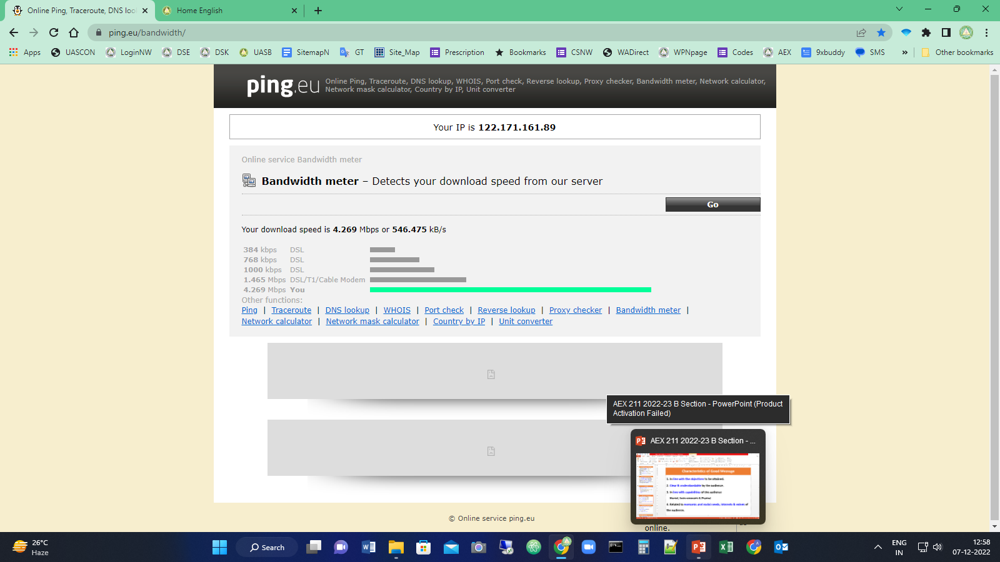 Online Ping, Traceroute, DNS loo
Home English
ping.eu/bandwidth/
Apps
UASCON
LoginNW
DSE
DSK
UASB
SitemapN
GT
Site_Map
Prescription
Bookmarks
CSNW
WADirect
WPNpage
Codes
AEX
9xbuddy
SMS
»
Other bookmarks
ping.eu
Online Ping, Traceroute, DNS lookup, WHOIS, Port check, Reverse lookup, Proxy checker, Bandwidth meter, Network calculator,
Network mask calculator, Country by IP, Unit converter
Your IP is 122.171.161.89
Online service Bandwidth meter
Bandwidth meter – Detects your download speed from our server
Go
Your download speed is 4.269 Mbps or 546.475 kB/s
384 kbps DSL
768 kbps DSL
1000 kbps DSL
1.465 Mbps DSL/T1/Cable Modem
4.269 Mbps You
Other functions:
Ping | Traceroute | DNS lookup | WHOIS | Port check | Reverse lookup | Proxy checker | Bandwidth meter |
Network calculator | Network mask calculator | Country by IP | Unit converter
AEX 211 2022-23 B Section - PowerPoint (Product
Activation Failed)
AEX 211 2022-23 B Section - ...
Characteristics of Good Message
1. In line with the objectives to be attained.
2. Clear & understandable by the audience.
3. In line with capabilities of the audience
Mental, Socio-economic & Physical
4. Related to economic and social needs, interests & values of
the audience.
© Online service ping.eu
online.
26°C
Haze
Search
ENG
IN
12:58
07-12-2022